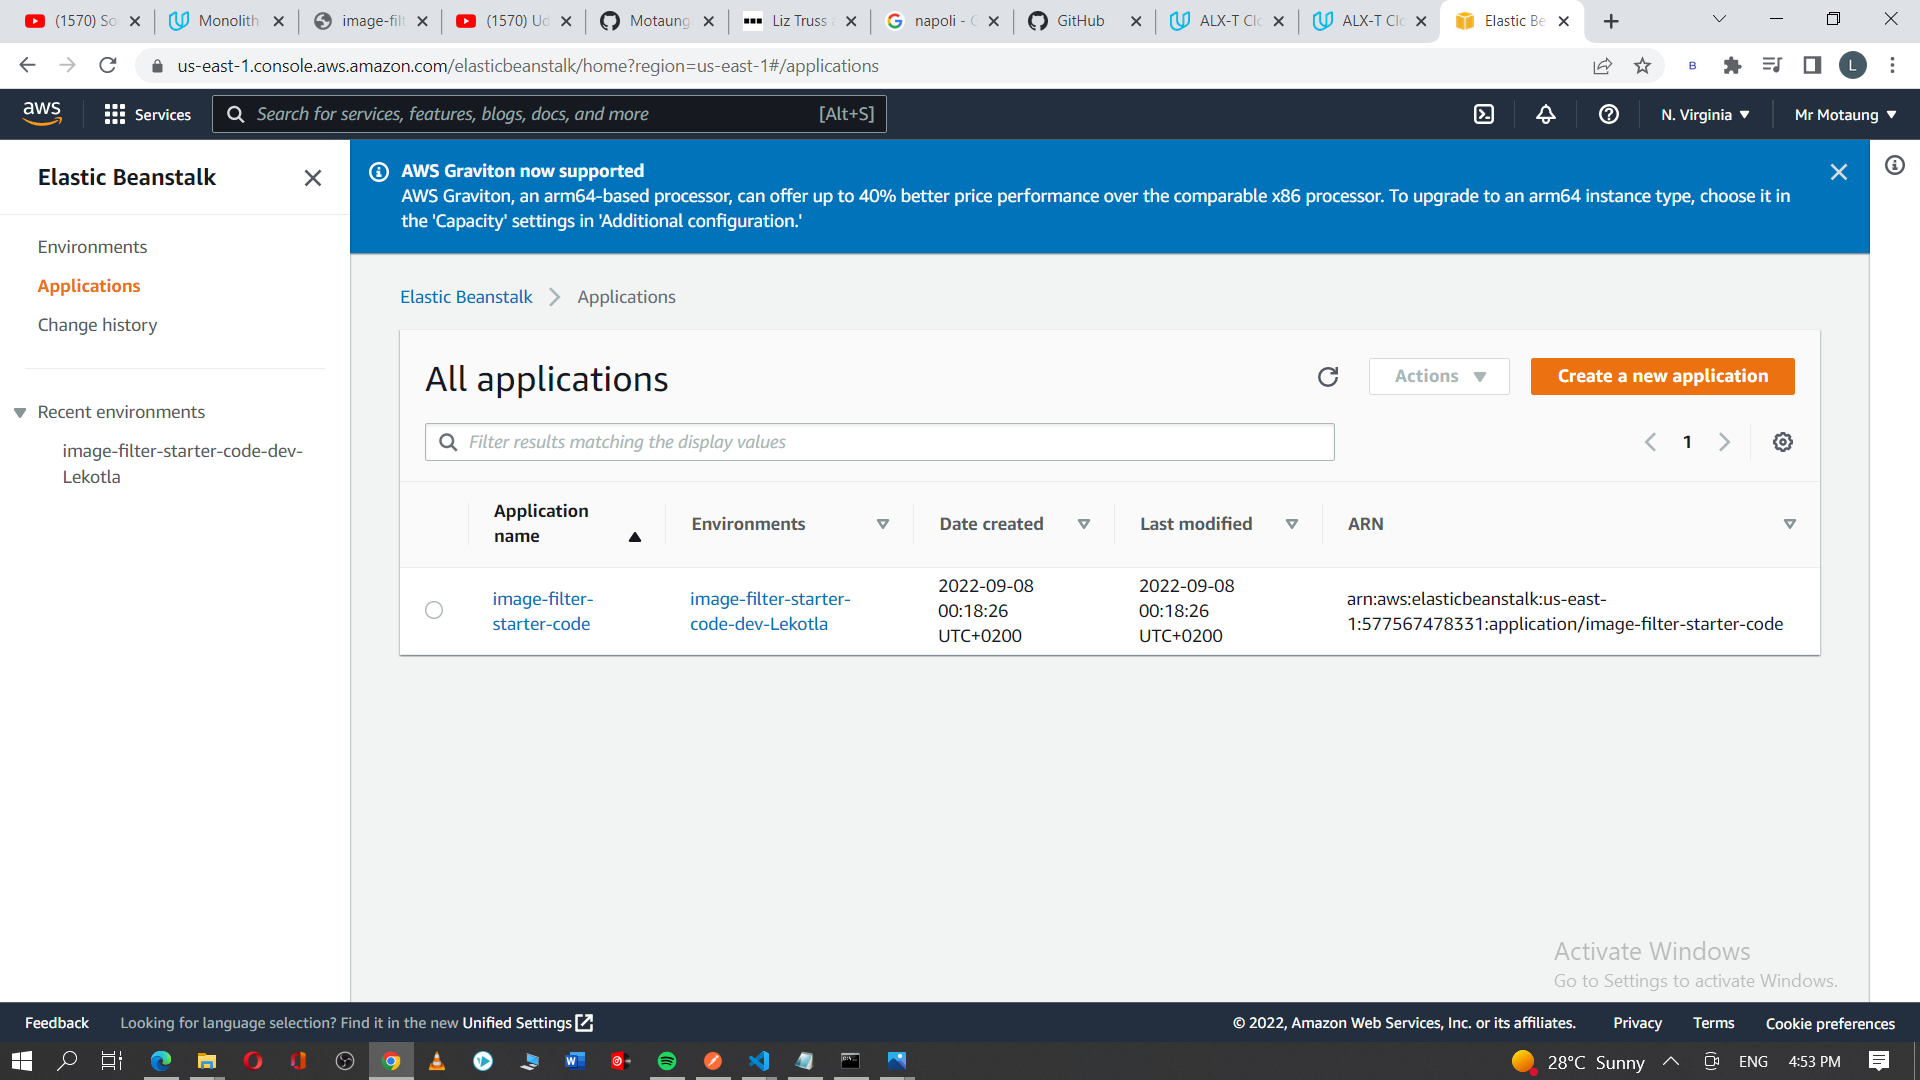 (1570) So
Monolith
image-filt
(1570) Ud
Motaung
Liz Truss a
napoli - G
GitHub
ALX-T Clo
ALX-T Clo
Elastic Be
us-east-1.console.aws.amazon.com/elasticbeanstalk/home?region=us-east-1#/applications
B
L
aws
Services
Search for services, features, blogs, docs, and more
[Alt+S]
N. Virginia
Mr Motaung
Elastic Beanstalk
Environments
Applications
Change history
Recent environments
image-filter-starter-code-dev-
Lekotla
AWS Graviton now supported
AWS Graviton, an arm64-based processor, can offer up to 40% better price performance over the comparable x86 processor. To upgrade to an arm64 instance type, choose it in
the 'Capacity' settings in 'Additional configuration.'
Elastic Beanstalk
Applications
All applications
Actions
Create a new application
Filter results matching the display values
1
Application
name
Environments
Date created
Last modified
ARN
image-filter-
starter-code
image-filter-starter-
code-dev-Lekotla
2022-09-08
00:18:26
UTC+0200
2022-09-08
00:18:26
UTC+0200
arn:aws:elasticbeanstalk:us-east-
1:577567478331:application/image-filter-starter-code
Activate Windows
Go to Settings to activate Windows.
Feedback
Looking for language selection? Find it in the new Unified Settings
© 2022, Amazon Web Services, Inc. or its affiliates.
Privacy
Terms
Cookie preferences
28°C Sunny
ENG
4:53 PM